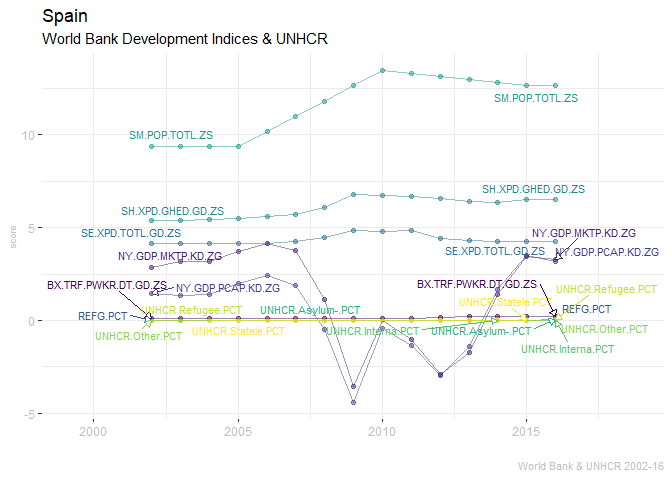 Spain
World Bank Development Indices & UNHCR
SM.POP.TOTL.ZS
SM.POP.TOTL.ZS
10
SH.XPD.GHED.GD.ZS
SH.XPD.GHED.GD.ZS
5
SE.XPD.TOTL.GD.ZS
NY.GDP.MKTP.KD.ZG
NY.GDP.MKTP.KD.ZG
SE.XPD.TOTL.GD.ZS
NY.GDP.PCAP.KD.ZG
score
BX.TRF.PWKR.DT.GD.ZS
NY.GDP.PCAP.KD.ZG
BX.TRF.PWKR.DT.GD.ZS
UNHCR.Refugee.PCT
UNHCR.Statele.PCT
UNHCR.Refugee.PCT
UNHCR.Asylum-.PCT
REFG.PCT
REFG.PCT
0
UNHCR.Other.PCT
UNHCR.Statele.PCT
UNHCR.Interna.PCT
UNHCR.Asylum-.PCT
UNHCR.Other.PCT
UNHCR.Interna.PCT
-5
2000
2005
2010
2015
World Bank & UNHCR 2002-16